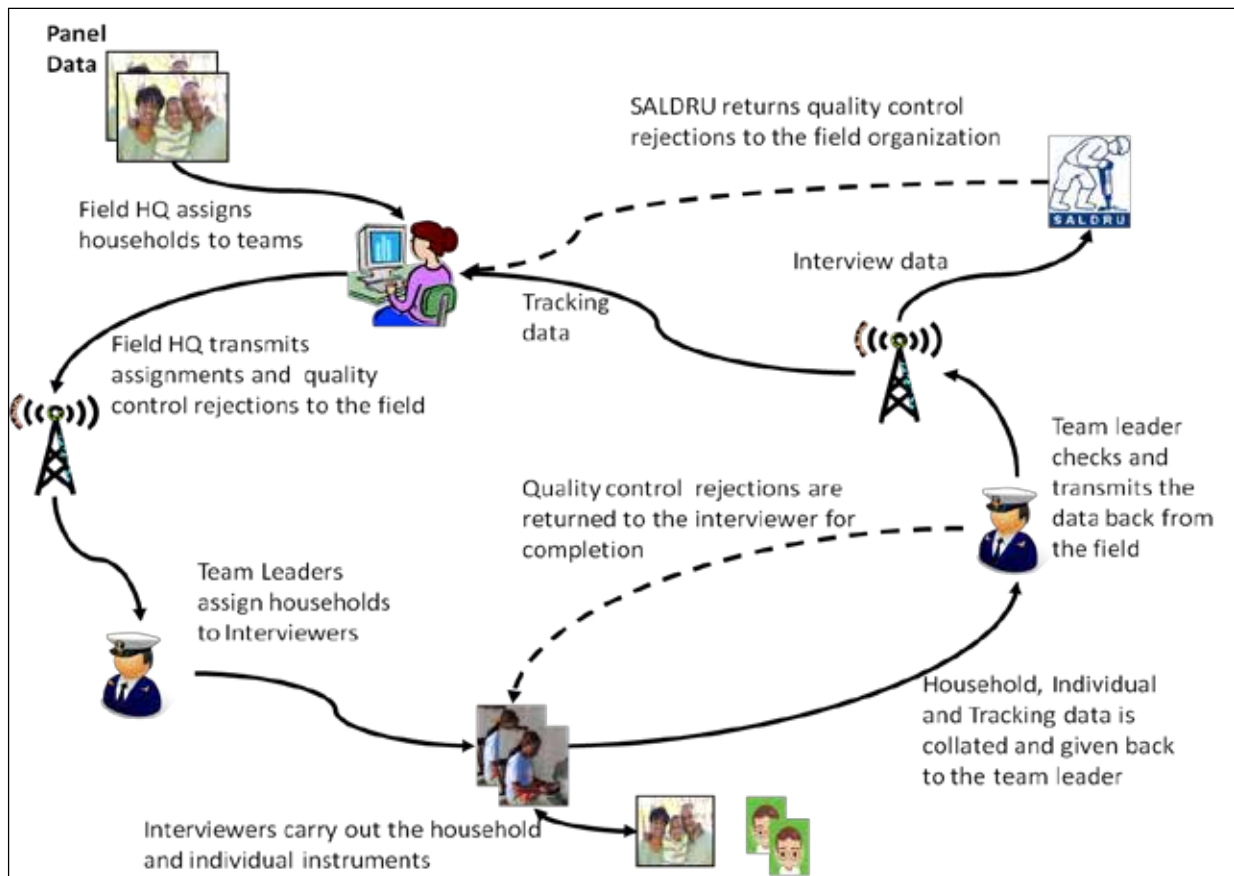 Panel
Data
SALDRU returns quality control
rejections to the field organization
SALDRU
Field HQ assigns
households to teams
Interview data
Tracking
data
Field HQ transmits
assignments and quality
control rejections to the field
Team leader
checks and
transmits the
data back from
the field
Quality control rejections are
returned to the interviewer for
completion
Team Leaders
assign households
to Interviewers
Household, Individual
and Tracking data is
collated and given back
to the team leader
Interviewers carry out the household
and individual instruments